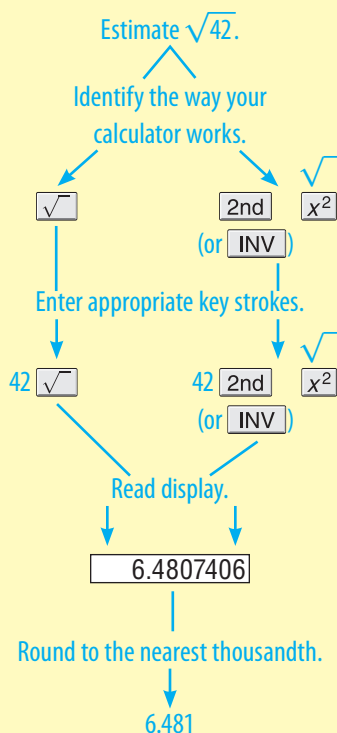 Estimate √42.
Identify the way your
calculator works.
√
√ 2nd x²
(or INV)
Enter appropriate key strokes.
√
42 √ 42 2nd x²
(or INV)
Read display.
6.4807406
Round to the nearest thousandth.
6.481